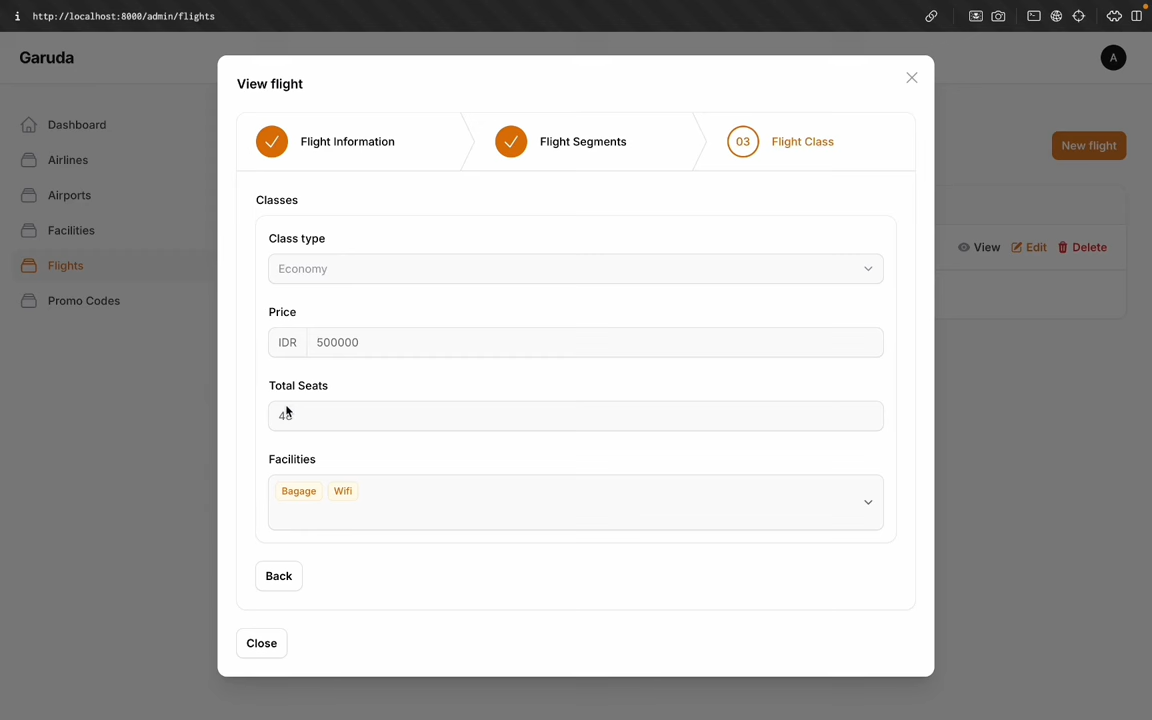 i http://localhost:8000/admin/flights
Garuda
A
View flight
Dashboard
Airlines
Airports
Facilities
Flights
Promo Codes
New flight
View Edit Delete
Flight Information
Flight Segments
03 Flight Class
Classes
Class type
Economy
Price
IDR 500000
Total Seats
Facilities
Bagage Wifi
Back
Close